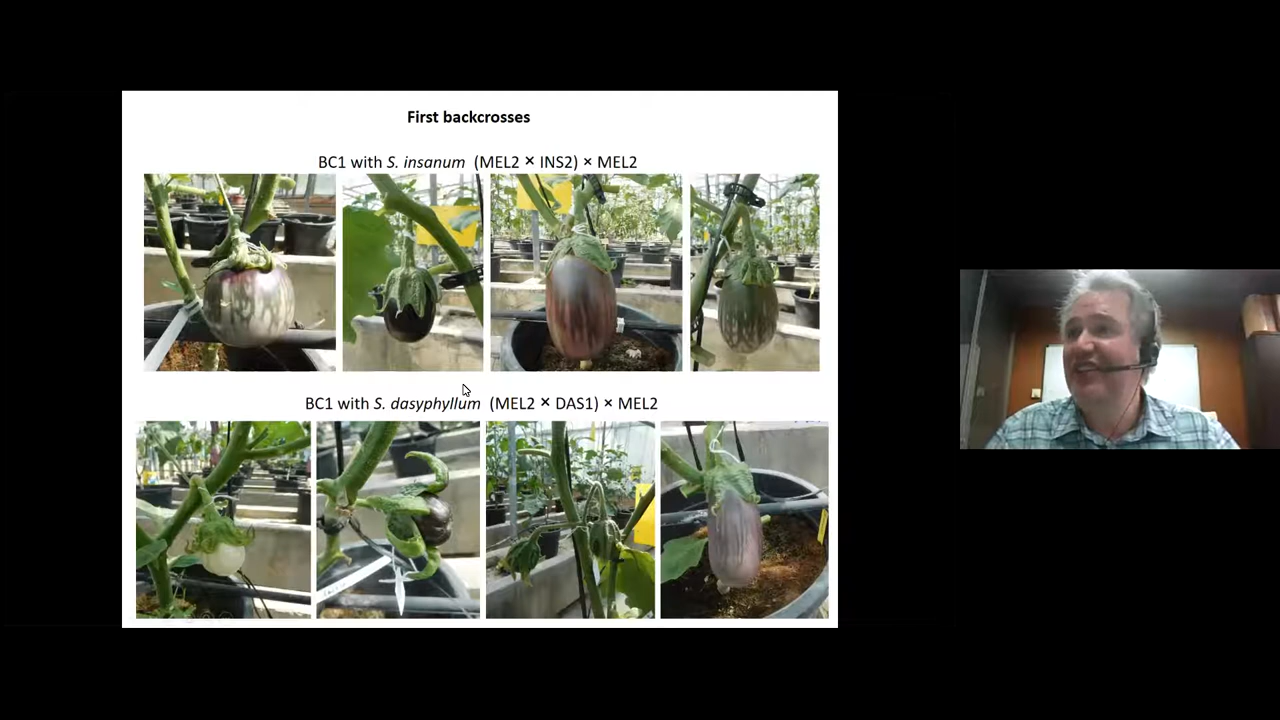 First backcrosses
BC1 with S. insanum (MEL2 × INS2) × MEL2
BC1 with S. dasyphyllum (MEL2 × DAS1) × MEL2